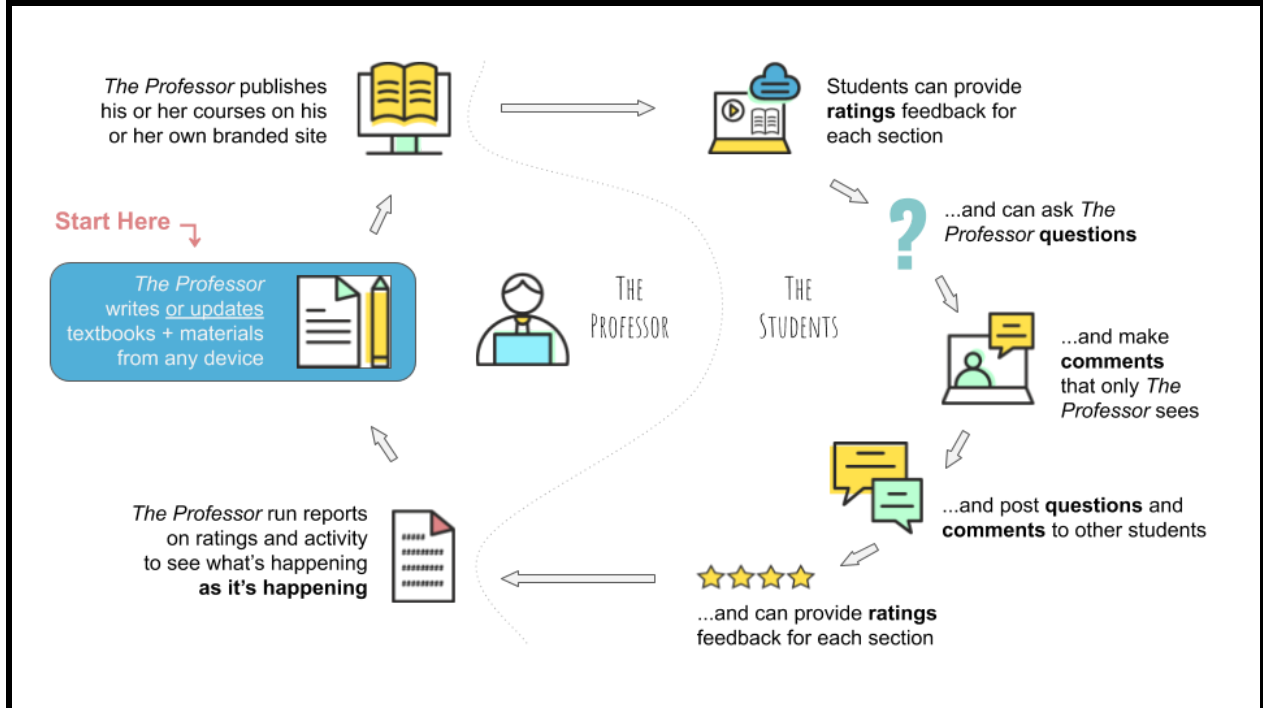 The Professor publishes
his or her courses on his
or her own branded site
Students can provide
ratings feedback for
each section
...and can ask The
Professor questions
Start Here
The Professor
writes or updates
textbooks + materials
from any device
The
Professor
The
Students
...and make
comments
that only The
Professor sees
...and post questions and
comments to other students
The Professor run reports
on ratings and activity
to see what's happening
as it's happening
...and can provide ratings
feedback for each section